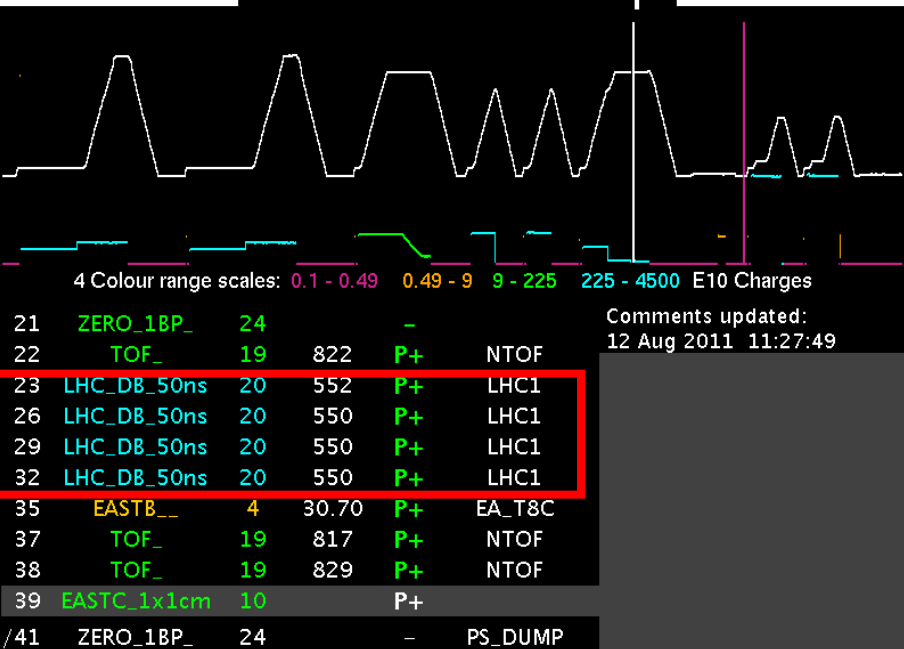 4 Colour range scales: 0.1 - 0.49 0.49 - 9 9 - 225 225 - 4500 E10 Charges
Comments updated:
12 Aug 2011 11:27:49
21 ZERO_1BP_ 24 –
22 TOF_ 19 822 P+ NTOF
23 LHC_DB_50ns 20 552 P+ LHC1
26 LHC_DB_50ns 20 550 P+ LHC1
29 LHC_DB_50ns 20 550 P+ LHC1
32 LHC_DB_50ns 20 550 P+ LHC1
35 EASTB__ 4 30.70 P+ EA_T8C
37 TOF_ 19 817 P+ NTOF
38 TOF_ 19 829 P+ NTOF
39 EASTC_1x1cm 10 P+
/41 ZERO_1BP_ 24 – PS_DUMP